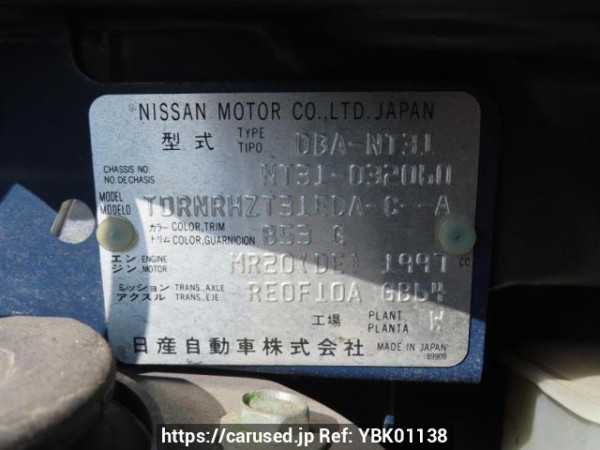 NISSAN MOTOR CO.,LTD. JAPAN
型式 TYPE TIPO DBA-NT31
CHASSIS NO. NO. DE CHASIS NT31-032060
MODEL MODELO TDRNRHZT31EDA-C--A
カラー COLOR,TRIM トリム COLOR,GUARNICION B53 G
エンジン ENGINE MOTOR MR20(DE) 1997 cc
ミッション アクスル TRANS.AXLE TRANS.EJE RE0F10A GB64
工場 PLANT PLANTA W
日産自動車株式会社 MADE IN JAPAN
89909
https://carused.jp Ref: YBK01138